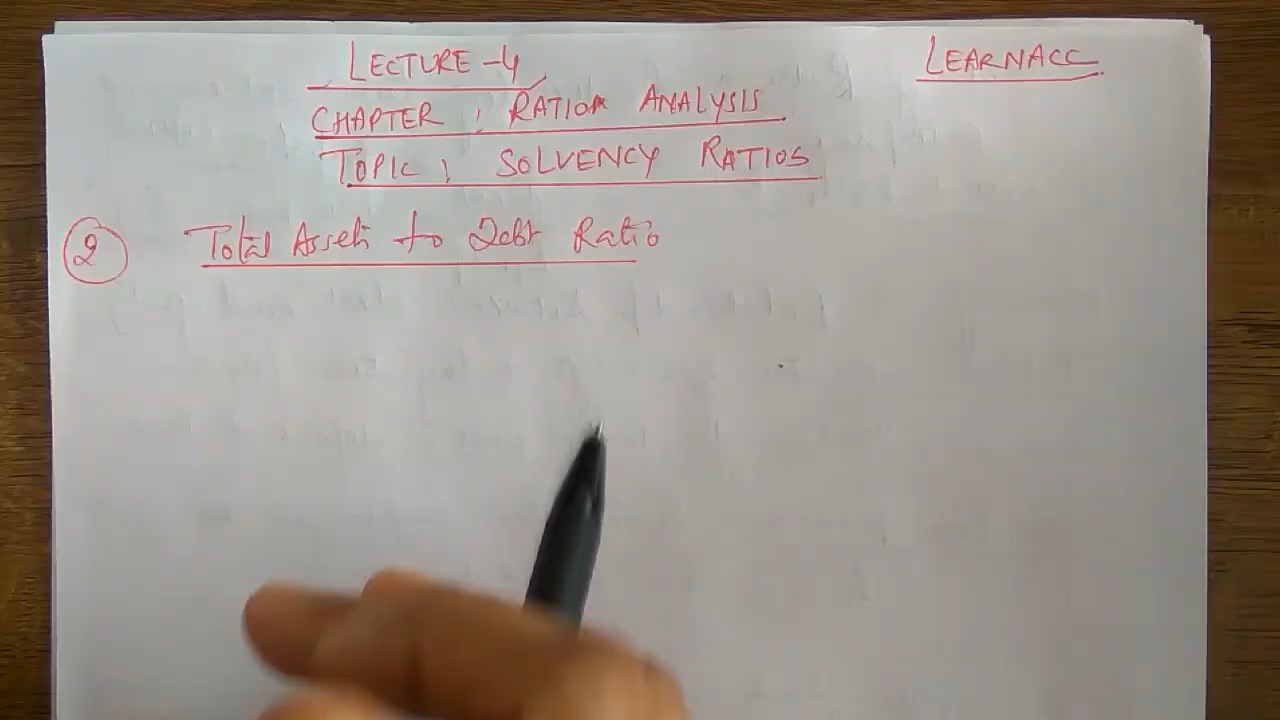 LECTURE-4
LEARNACC
CHAPTER : RATIO ANALYSIS
TOPIC : SOLVENCY RATIOS
2 Total Assets to Debt Ratio